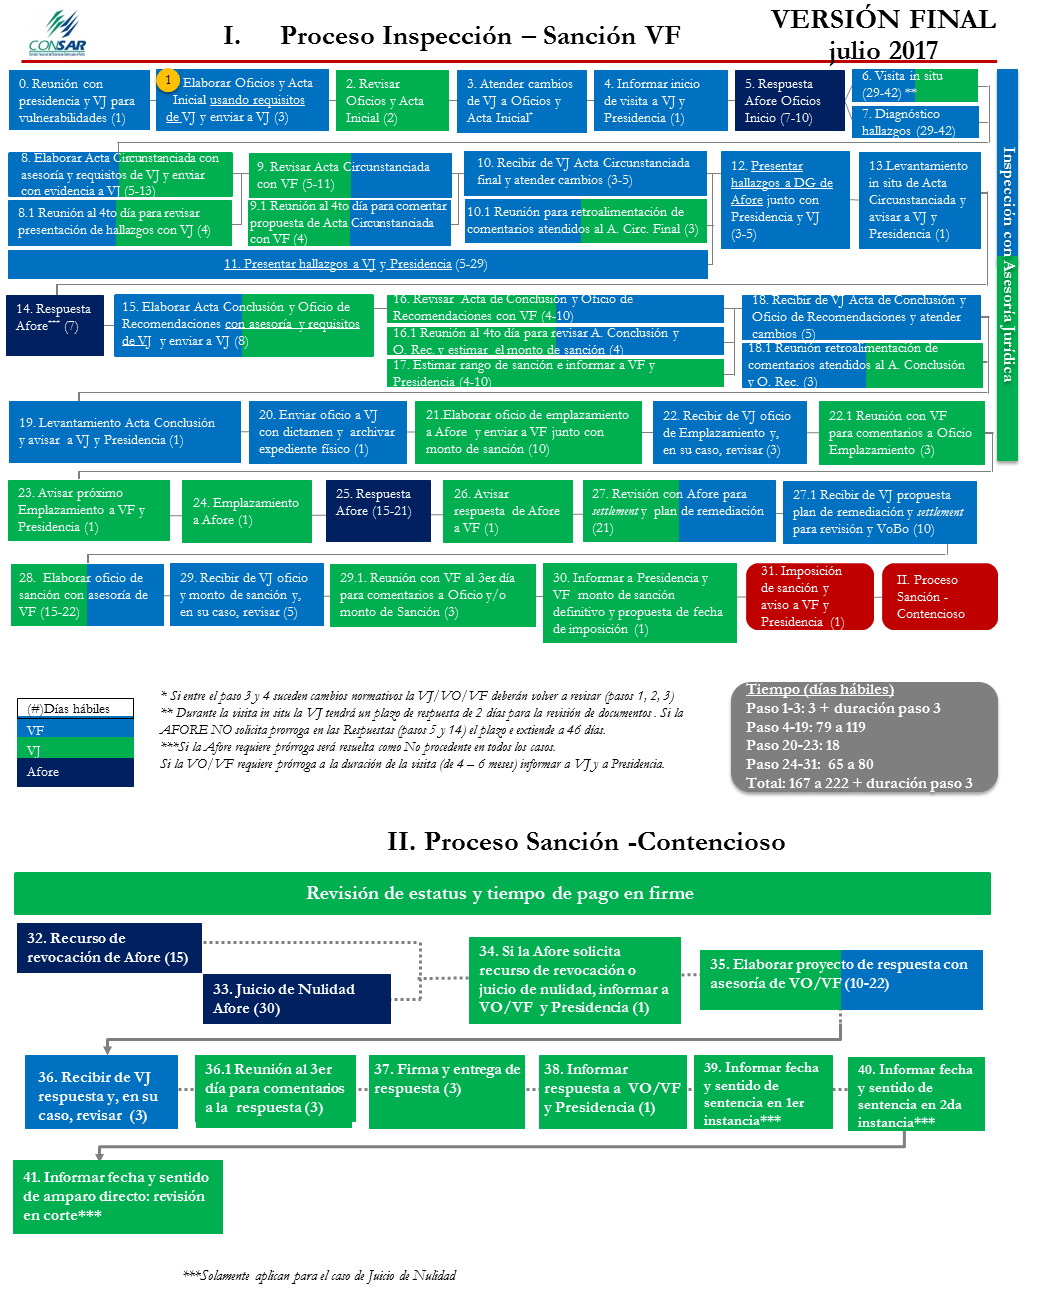 CONSAR
I. Proceso Inspección – Sanción VF
VERSIÓN FINAL
julio 2017
0. Reunión con
presidencia y VJ para
vulnerabilidades (1)
1
Elaborar Oficios y Acta
Inicial usando requisitos
de VJ y enviar a VJ (3)
2. Revisar
Oficios y Acta
Inicial (2)
3. Atender cambios
de VJ a Oficios y
Acta Inicial*
4. Informar inicio
de visita a VJ y
Presidencia (1)
5. Respuesta
Afore Oficios
Inicio (7-10)
6. Visita in situ
(29-42) **
7. Diagnóstico
hallazgos (29-42)
Inspección con Asesoría Jurídica
8. Elaborar Acta Circunstanciada con
asesoría y requisitos de VJ y enviar
con evidencia a VJ (5-13)
8.1 Reunión al 4to día para revisar
presentación de hallazgos con VJ (4)
9. Revisar Acta Circunstanciada
con VF (5-11)
9.1 Reunión al 4to día para comentar
propuesta de Acta Circunstanciada
con VF (4)
10. Recibir de VJ Acta Circunstanciada
final y atender cambios (3-5)
10.1 Reunión para retroalimentación de
comentarios atendidos al A. Circ. Final (3)
11. Presentar hallazgos a VJ y Presidencia (5-29)
12. Presentar
hallazgos a DG de
Afore junto con
Presidencia y VJ
(3-5)
13.Levantamiento
in situ de Acta
Circunstanciada y
avisar a VJ y
Presidencia (1)
14. Respuesta
Afore*** (7)
15. Elaborar Acta Conclusión y Oficio de
Recomendaciones con asesoría y requisitos
de VJ y enviar a VJ (8)
16. Revisar Acta de Conclusión y Oficio de
Recomendaciones con VF (4-10)
16.1 Reunión al 4to día para revisar A. Conclusión y
O. Rec. y estimar el monto de sanción (4)
17. Estimar rango de sanción e informar a VF y
Presidencia (4-10)
18. Recibir de VJ Acta de Conclusión y
Oficio de Recomendaciones y atender
cambios (5)
18.1 Reunión retroalimentación de
comentarios atendidos al A. Conclusión
y O. Rec. (3)
19. Levantamiento Acta Conclusión
y avisar a VJ y Presidencia (1)
20. Enviar oficio a VJ
con dictamen y archivar
expediente físico (1)
21.Elaborar oficio de emplazamiento
a Afore y enviar a VF junto con
monto de sanción (10)
22. Recibir de VJ oficio
de Emplazamiento y,
en su caso, revisar (3)
22.1 Reunión con VF
para comentarios a Oficio
Emplazamiento (3)
23. Avisar próximo
Emplazamiento a VF y
Presidencia (1)
24. Emplazamiento
a Afore (1)
25. Respuesta
Afore (15-21)
26. Avisar
respuesta de Afore
a VF (1)
27. Revisión con Afore para
settlement y plan de remediación
(21)
27.1 Recibir de VJ propuesta
plan de remediación y settlement
para revisión y VoBo (10)
28. Elaborar oficio de
sanción con asesoría de
VF (15-22)
29. Recibir de VJ oficio
y monto de sanción y,
en su caso, revisar (5)
29.1. Reunión con VF al 3er día
para comentarios a Oficio y/o
monto de Sanción (3)
30. Informar a Presidencia y
VF monto de sanción
definitivo y propuesta de fecha
de imposición (1)
31. Imposición
de sanción y
aviso a VF y
Presidencia (1)
II. Proceso
Sanción -
Contencioso
(#)Días hábiles
VF
VJ
Afore
* Si entre el paso 3 y 4 suceden cambios normativos la VJ/VO/VF deberán volver a revisar (pasos 1, 2, 3)
** Durante la visita in situ la VJ tendrá un plazo de respuesta de 2 días para la revisión de documentos . Si la
AFORE NO solicita prorroga en las Respuestas (pasos 5 y 14) el plazo e extiende a 46 días.
***Si la Afore requiere prórroga será resuelta como No procedente en todos los casos.
Si la VO/VF requiere prórroga a la duración de la visita (de 4 – 6 meses) informar a VJ y a Presidencia.
Tiempo (días hábiles)
Paso 1-3: 3 + duración paso 3
Paso 4-19: 79 a 119
Paso 20-23: 18
Paso 24-31: 65 a 80
Total: 167 a 222 + duración paso 3
II. Proceso Sanción -Contencioso
Revisión de estatus y tiempo de pago en firme
32. Recurso de
revocación de Afore (15)
33. Juicio de Nulidad
Afore (30)
34. Si la Afore solicita
recurso de revocación o
juicio de nulidad, informar a
VO/VF y Presidencia (1)
35. Elaborar proyecto de respuesta con
asesoría de VO/VF (10-22)
36. Recibir de VJ
respuesta y, en su
caso, revisar (3)
36.1 Reunión al 3er
día para comentarios
a la respuesta (3)
37. Firma y entrega de
respuesta (3)
38. Informar
respuesta a VO/VF
y Presidencia (1)
39. Informar fecha
y sentido de
sentencia en 1er
instancia***
40. Informar fecha
y sentido de
sentencia en 2da
instancia***
41. Informar fecha y sentido
de amparo directo: revisión
en corte***
***Solamente aplican para el caso de Juicio de Nulidad